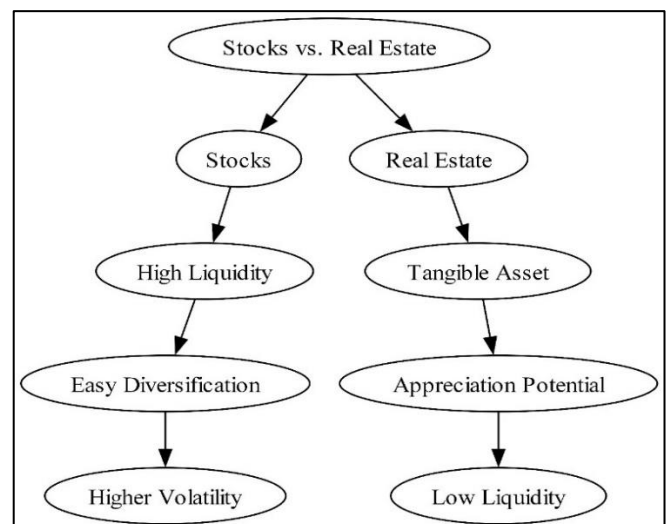 Stocks vs. Real Estate
Stocks
Real Estate
High Liquidity
Tangible Asset
Easy Diversification
Appreciation Potential
Higher Volatility
Low Liquidity